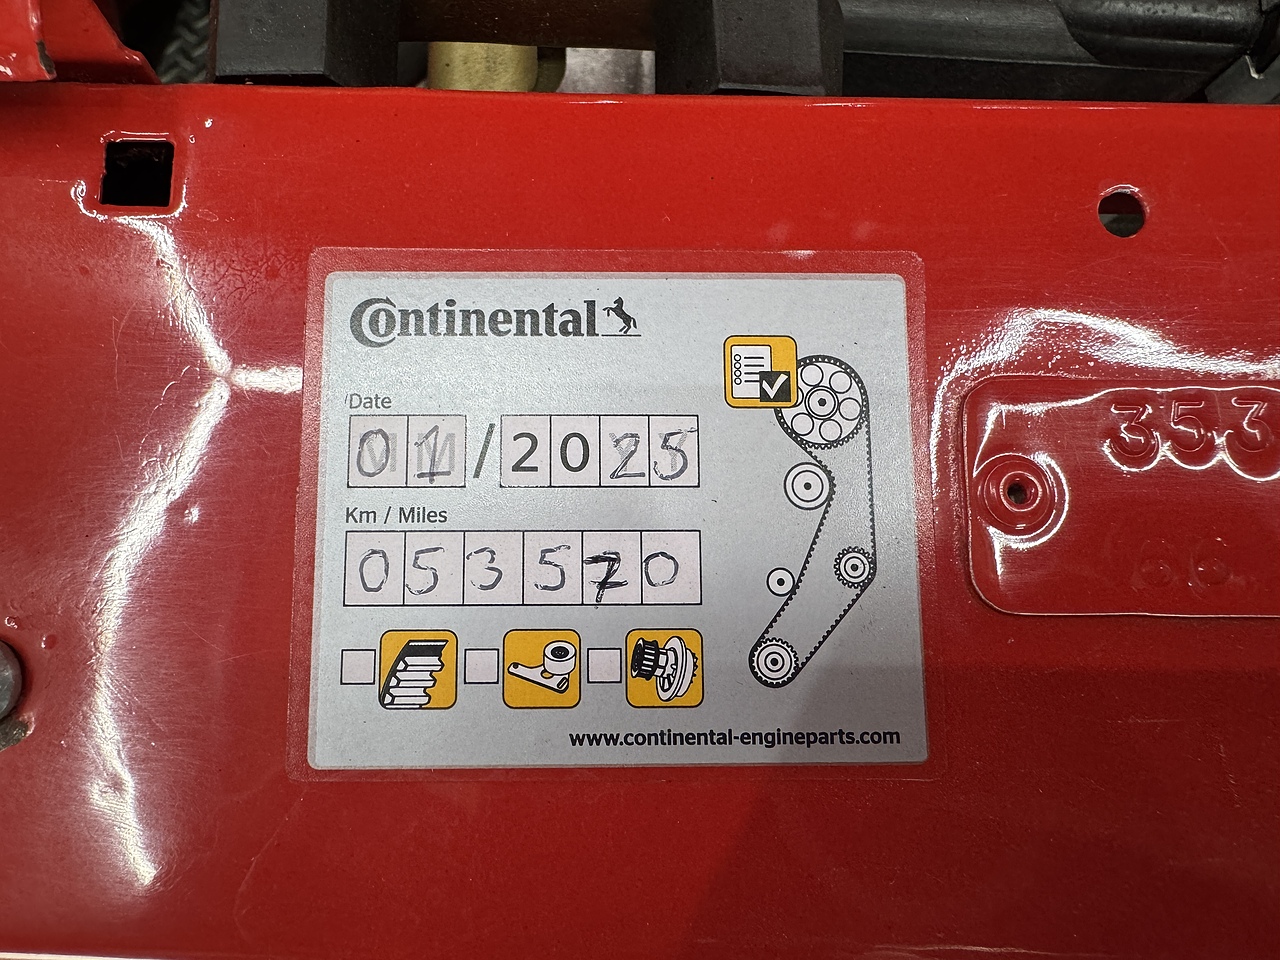 Continental
Date
01/2025
Km / Miles
053570
www.continental-engineparts.com
353